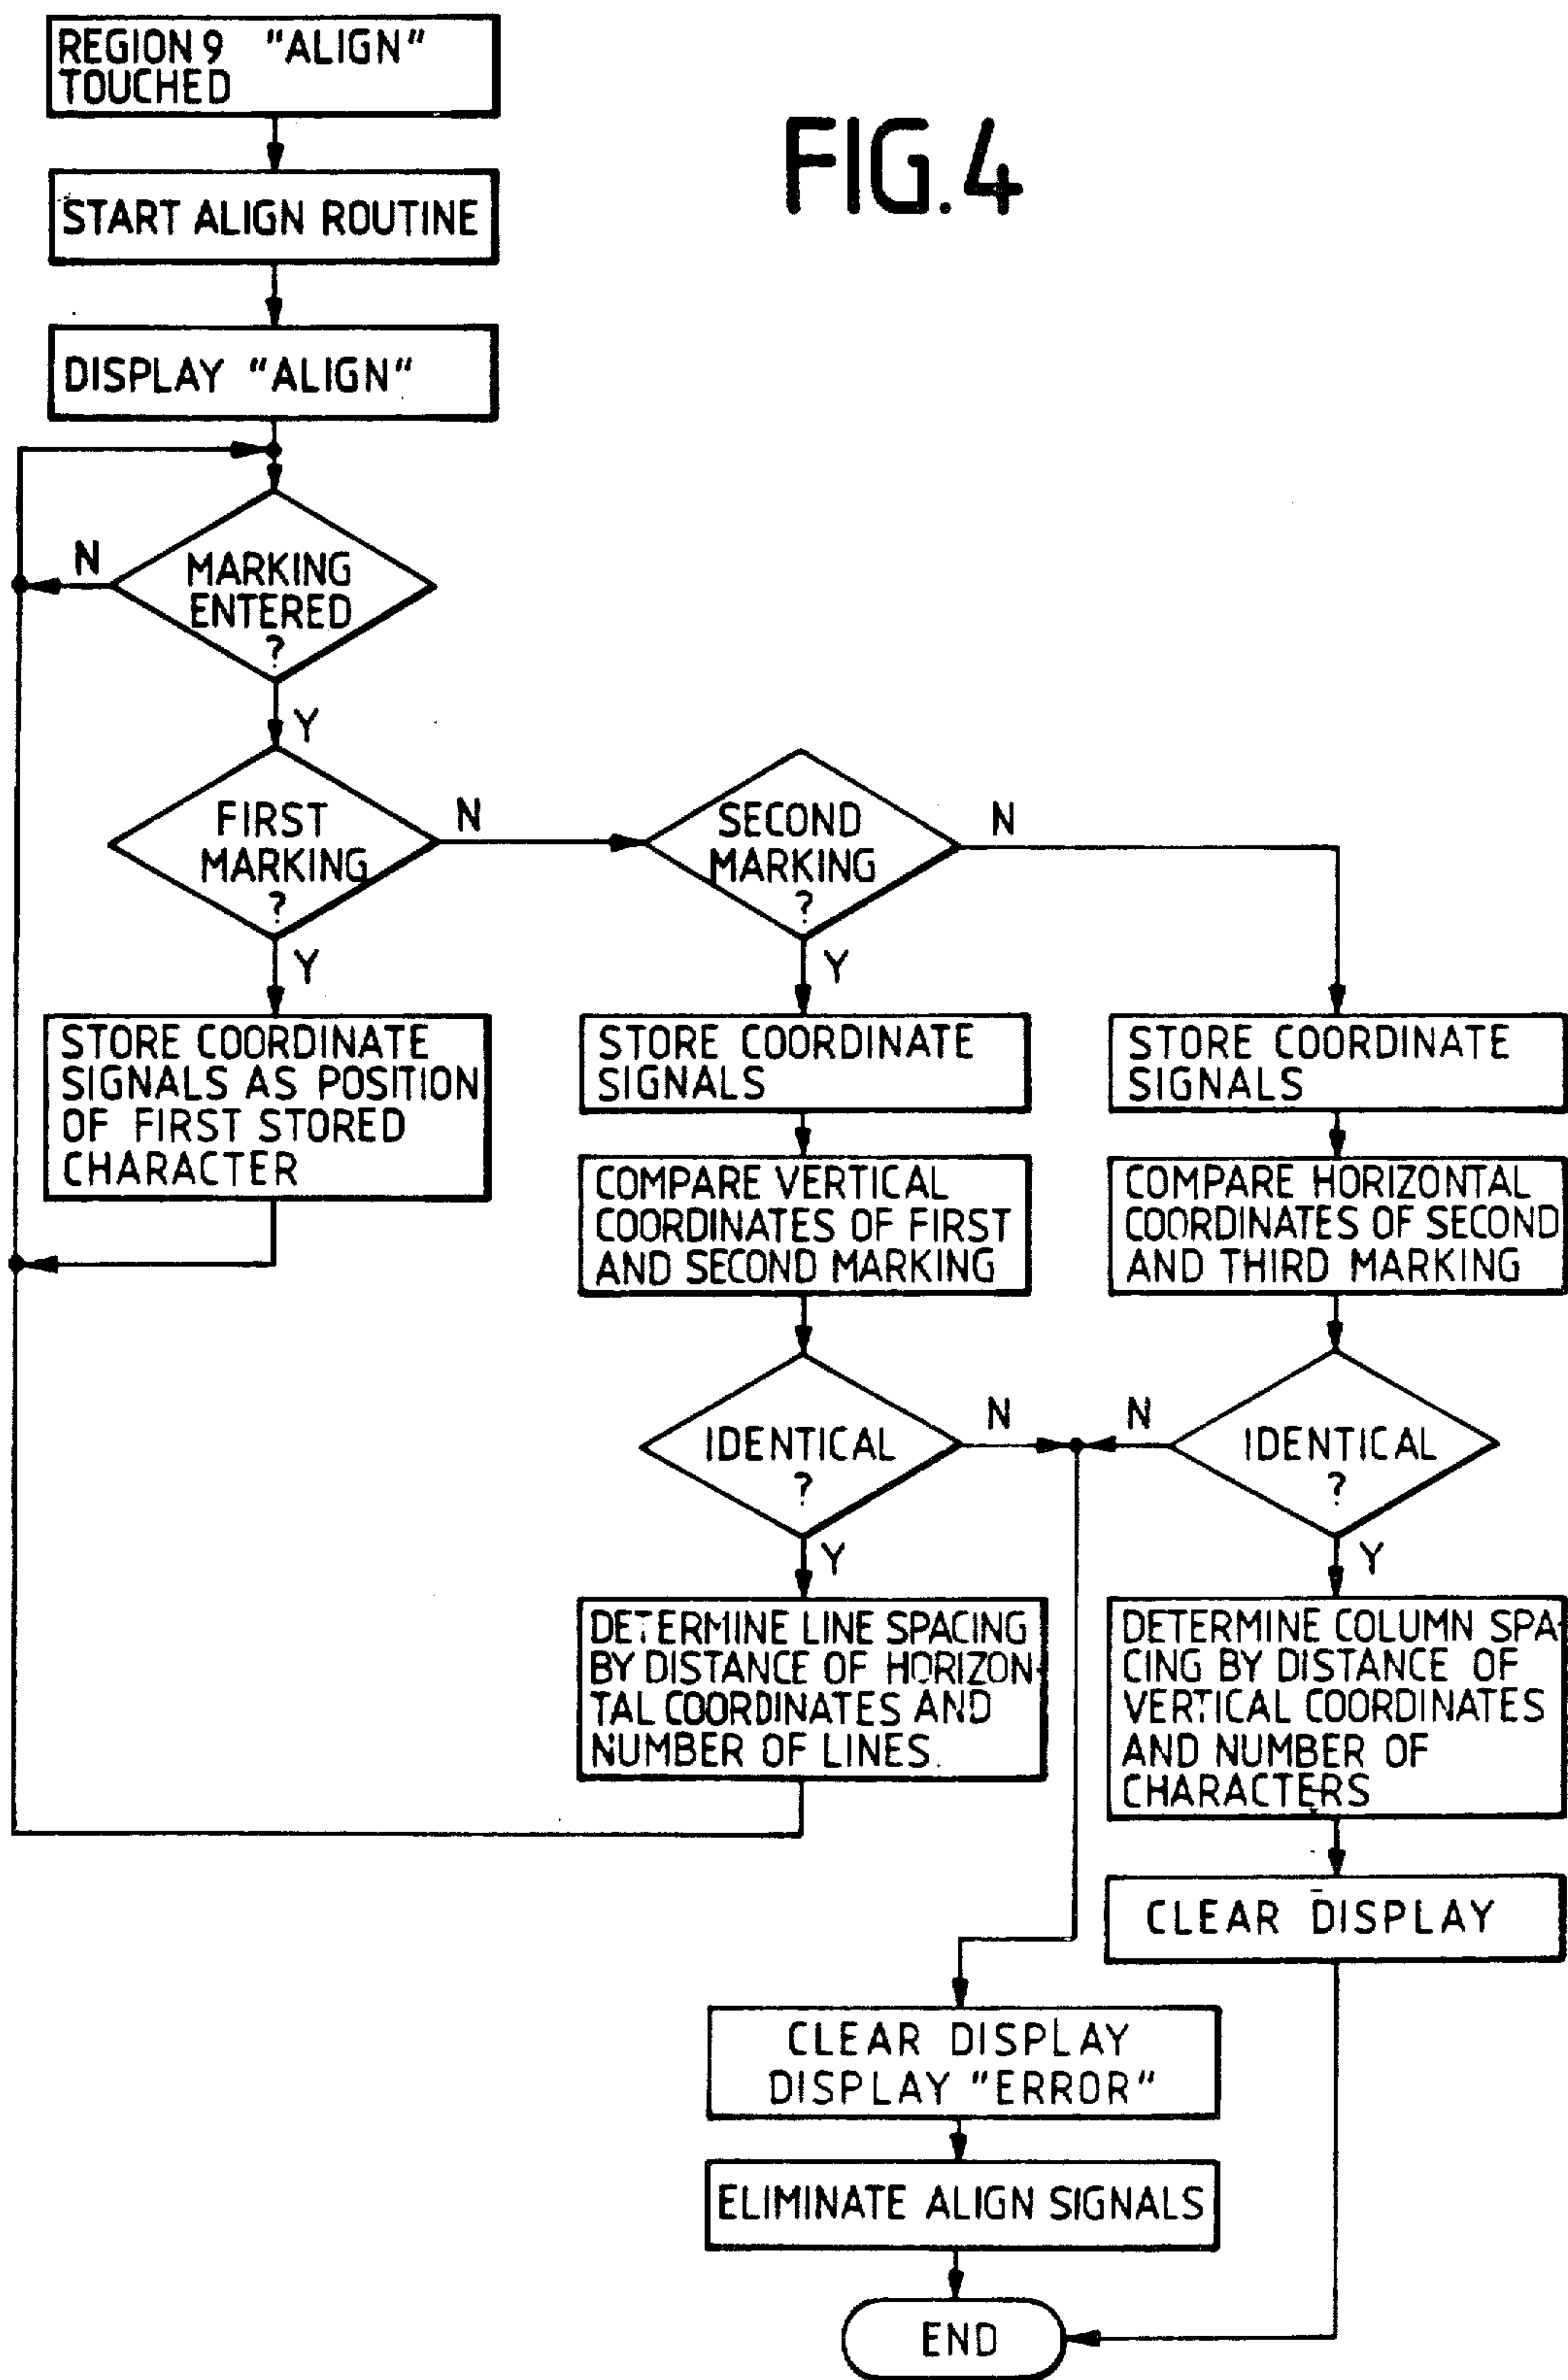 REGION 9 "ALIGN"
TOUCHED
FIG.4
START ALIGN ROUTINE
DISPLAY "ALIGN"
N
MARKING
ENTERED
?
Y
FIRST
MARKING
?
N
SECOND
MARKING
?
N
Y
Y
STORE COORDINATE
SIGNALS AS POSITION
OF FIRST STORED
CHARACTER
STORE COORDINATE
SIGNALS
STORE COORDINATE
SIGNALS
COMPARE VERTICAL
COORDINATES OF FIRST
AND SECOND MARKING
COMPARE HORIZONTAL
COORDINATES OF SECOND
AND THIRD MARKING
IDENTICAL
?
N
N
IDENTICAL
?
Y
Y
DETERMINE LINE SPACING
BY DISTANCE OF HORIZON-
TAL COORDINATES AND
NUMBER OF LINES.
DETERMINE COLUMN SPA-
CING BY DISTANCE OF
VERTICAL COORDINATES
AND NUMBER OF
CHARACTERS
CLEAR DISPLAY
CLEAR DISPLAY
DISPLAY "ERROR"
ELIMINATE ALIGN SIGNALS
END